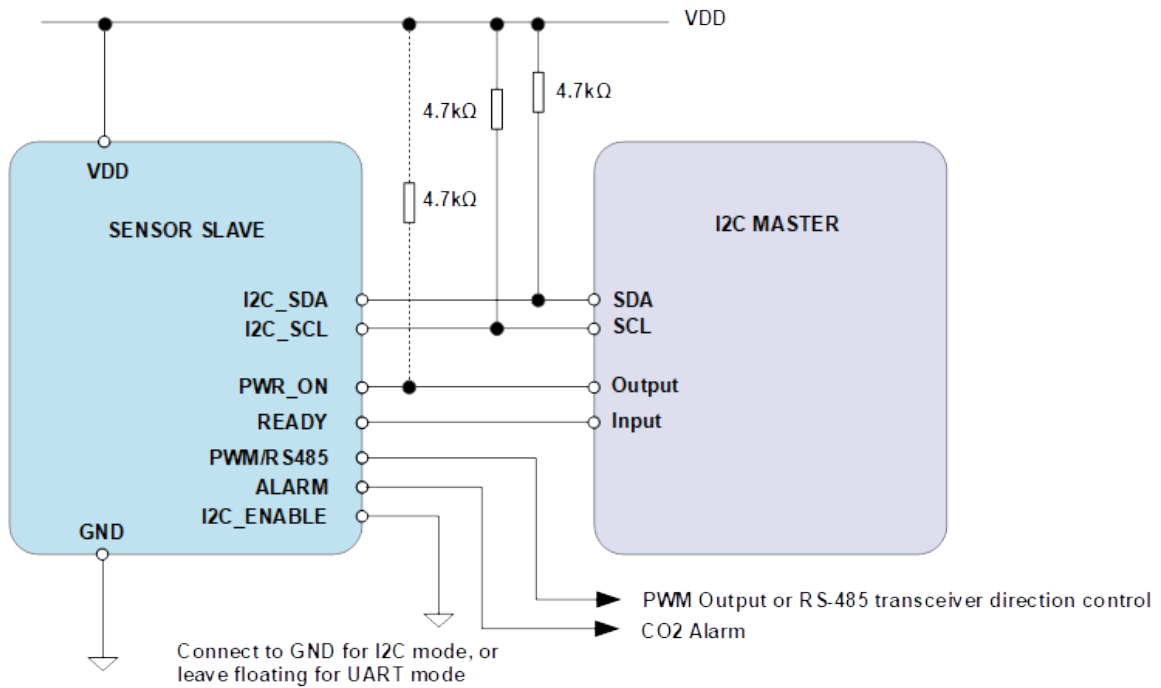 VDD
4.7kΩ
4.7kΩ
4.7kΩ
VDD
SENSOR SLAVE
I2C MASTER
I2C_SDA
SDA
I2C_SCL
SCL
PWR_ON
Output
READY
Input
PWM/RS485
ALARM
I2C_ENABLE
GND
PWM Output or RS-485 transceiver direction control
CO2 Alarm
Connect to GND for I2C mode, or
leave floating for UART mode